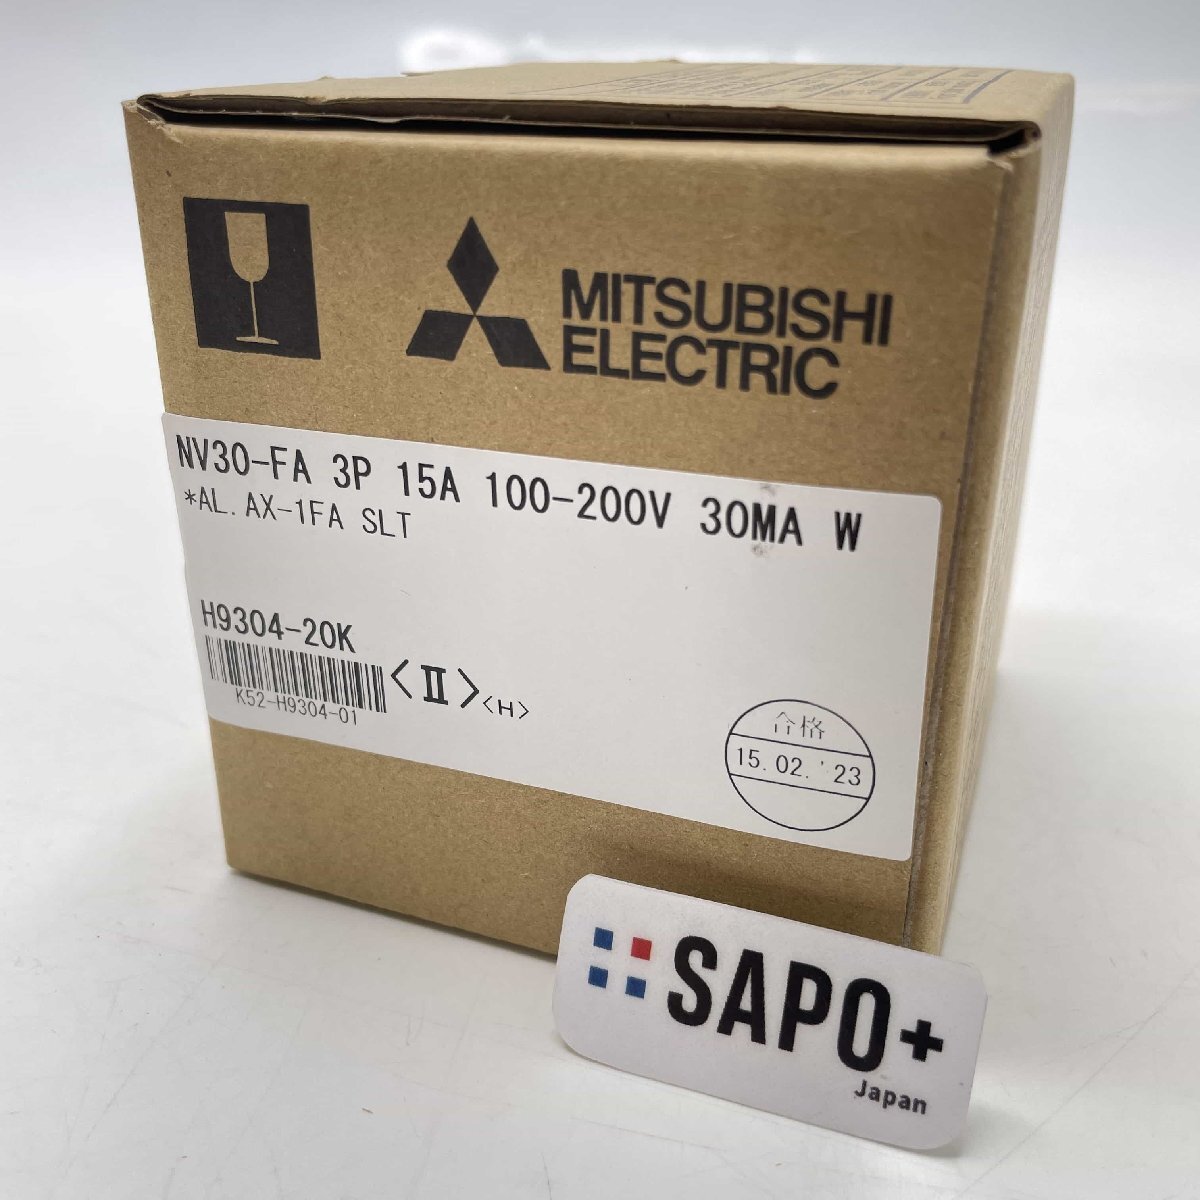 MITSUBISHI
ELECTRIC
NV30-FA 3P 15A 100-200V 30MA W
*AL.AX-1FA SLT
H9304-20K
K52-H9304-01
<II><H>
合格
15.02.'23
SAPO+
Japan